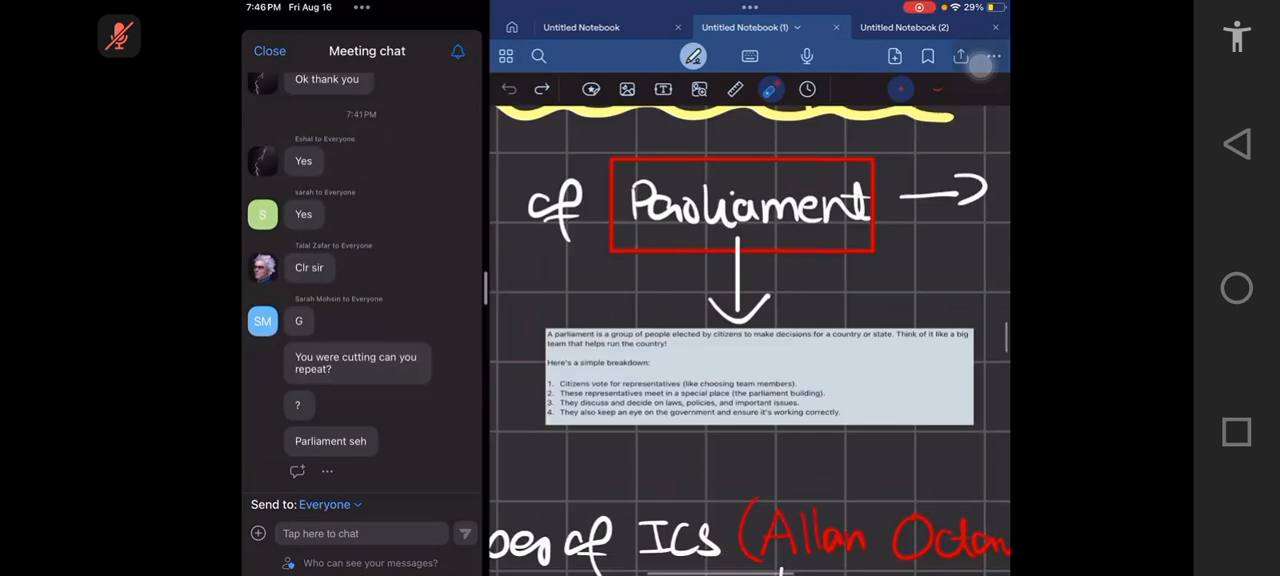 7:46PM Fri Aug 16
29%
Close
Meeting chat
Ok thank you
7:41PM
Eshal to Everyone
Yes
sarah to Everyone
S
Yes
Talal Zafar to Everyone
Clr sir
Sarah Mohsin to Everyone
SM
G
You were cutting can you
repeat?
?
Parliament seh
Send to: Everyone
Tap here to chat
Who can see your messages?
Untitled Notebook
Untitled Notebook (1)
Untitled Notebook (2)
of Parliament
A parliament is a group of people elected by citizens to make decisions for a country or state. Think of it like a big
team that helps run the country!
Here's a simple breakdown:
1. Citizens vote for representatives (like choosing team members).
2. These representatives meet in a special place (the parliament building).
3. They discuss and decide on laws, policies, and important issues.
4. They also keep an eye on the government and ensure it's working correctly.
of ICS (Allan Octan